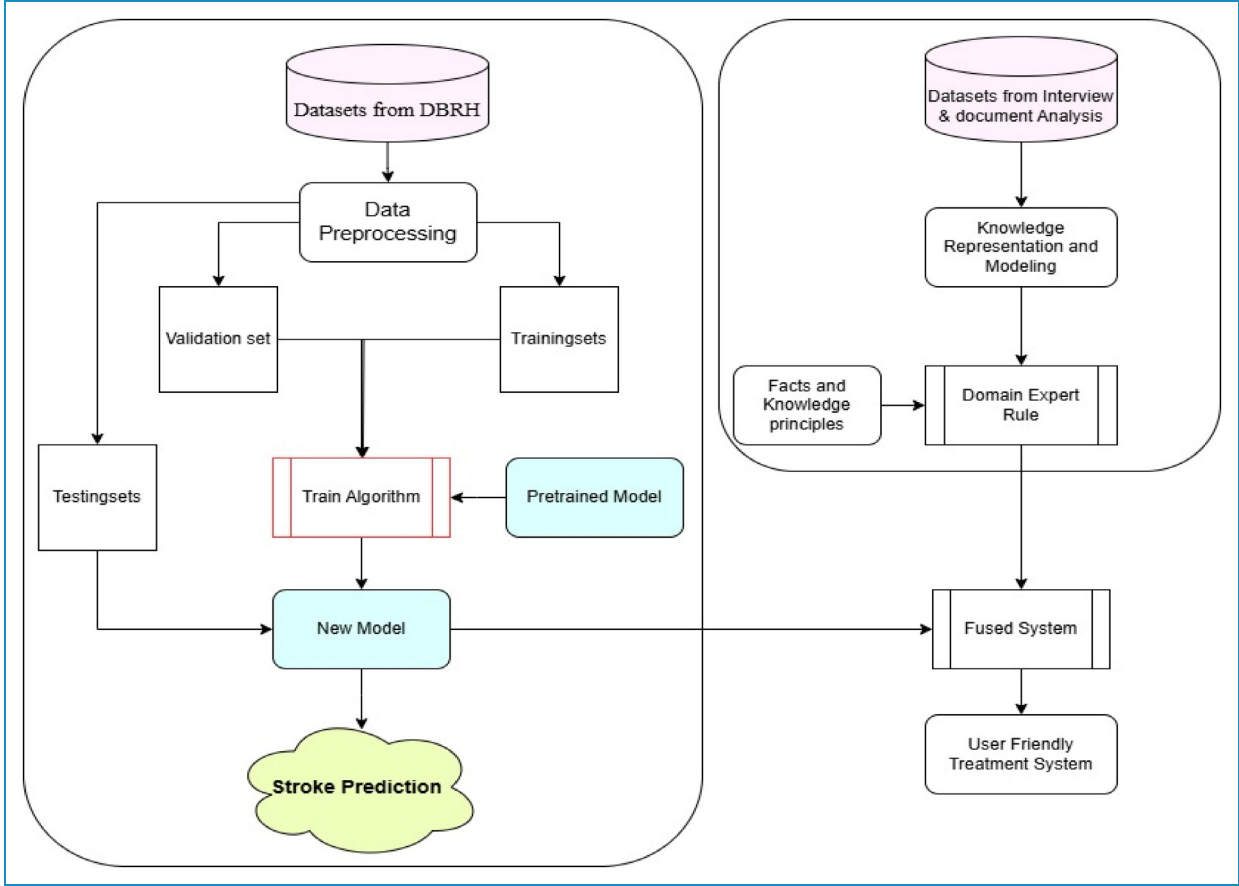 Datasets from DBRH
Data
Preprocessing
Validation set
Trainingsets
Testingsets
Train Algorithm
Pretrained Model
New Model
Stroke Prediction
Datasets from Interview
& document Analysis
Knowledge
Representation and
Modeling
Facts and
Knowledge
principles
Domain Expert
Rule
Fused System
User Friendly
Treatment System